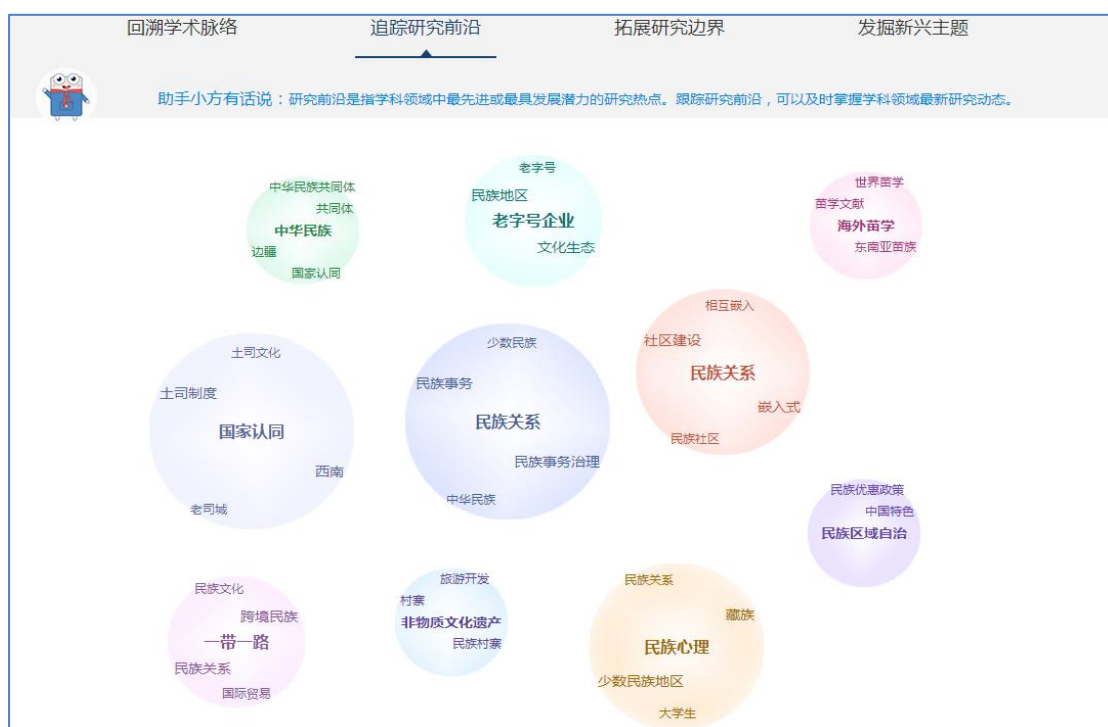 回溯学术脉络
追踪研究前沿
拓展研究边界
发掘新兴主题
助手小方有话说：研究前沿是指学科领域中最先进或最具发展潜力的研究热点。跟踪研究前沿，可以及时掌握学科领域最新研究动态。
中华民族共同体
共同体
中华民族
边疆
国家认同
老字号
民族地区
老字号企业
文化生态
世界苗学
苗学文献
海外苗学
东南亚苗族
土司文化
土司制度
国家认同
西南
老司城
少数民族
民族事务
民族关系
民族事务治理
中华民族
相互嵌入
社区建设
民族关系
嵌入式
民族社区
民族优惠政策
中国特色
民族区域自治
民族文化
跨境民族
一带一路
民族关系
国际贸易
旅游开发
村寨
非物质文化遗产
民族村寨
民族关系
藏族
民族心理
少数民族地区
大学生